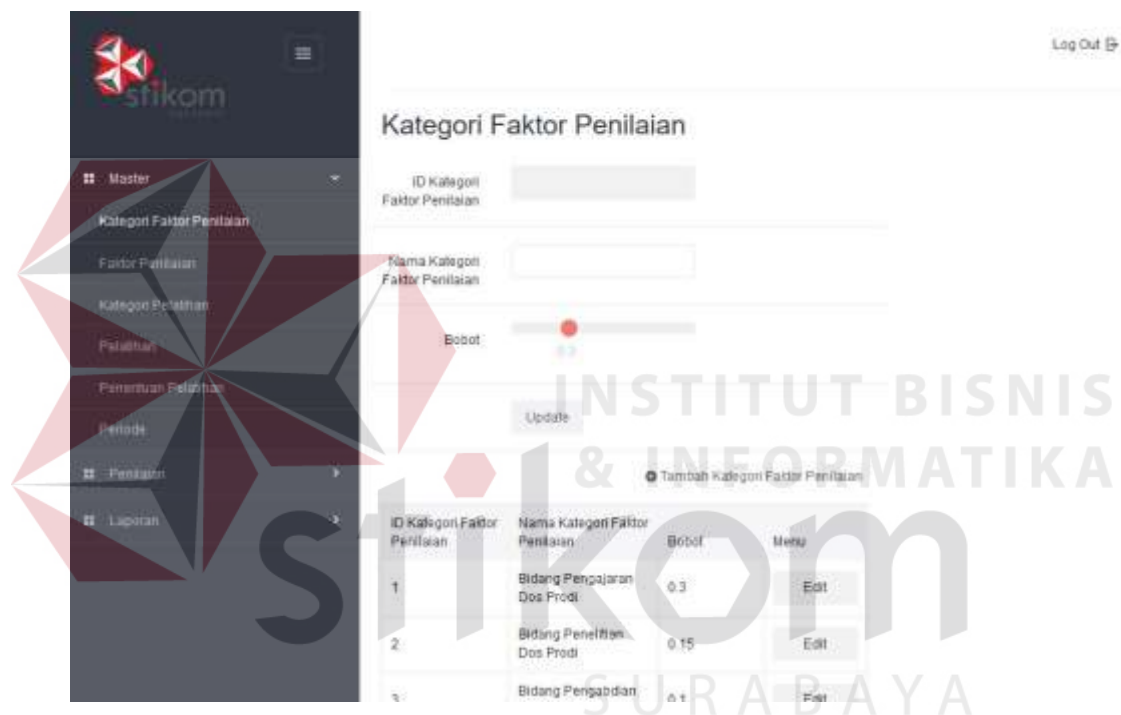 stikom
Log Out
Kategori Faktor Penilaian
Master
Kategori Faktor Penilaian
Faktor Penilaian
Kategori Pelatihan
Pelatihan
Penentuan Pelatihan
Periode
Penilaian
Laporan
ID Kategori
Faktor Penilaian
Nama Kategori
Faktor Penilaian
Bobot
Update
Tambah Kategori Faktor Penilaian
ID Kategori Faktor
Penilaian
Nama Kategori Faktor
Penilaian
Bobot
Menu
1
Bidang Pengajaran
Dos Prodi
0.3
Edit
2
Bidang Penelitian
Dos Prodi
0.15
Edit
3
Bidang Pengabdian
0.1
Edit
INSTITUT BISNIS
& INFORMATIKA
stikom
SURABAYA